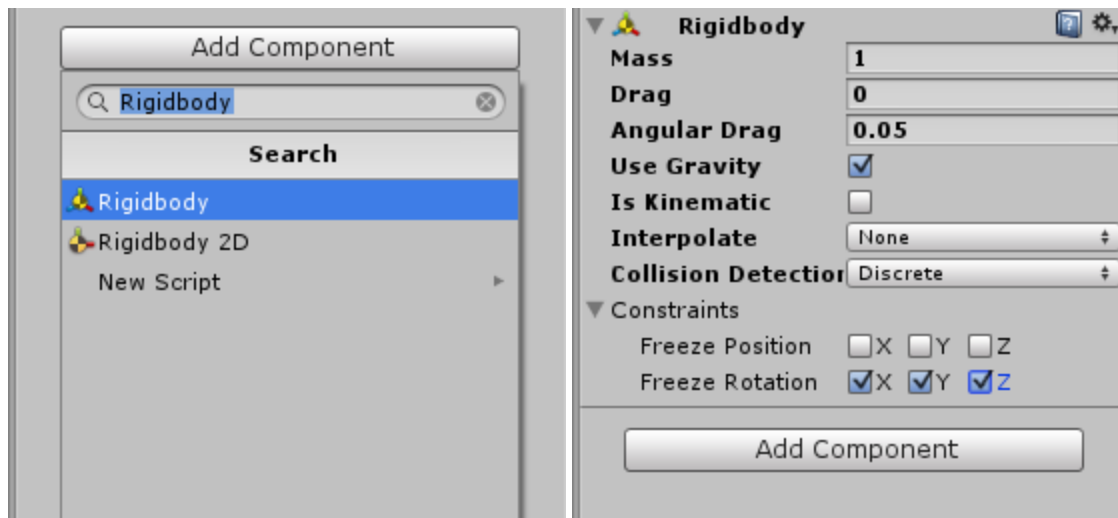 Add Component
Rigidbody
Search
Rigidbody
Rigidbody 2D
New Script
Rigidbody
Mass 1
Drag 0
Angular Drag 0.05
Use Gravity
Is Kinematic
Interpolate None
Collision Detection Discrete
Constraints
Freeze Position X Y Z
Freeze Rotation X Y Z
Add Component